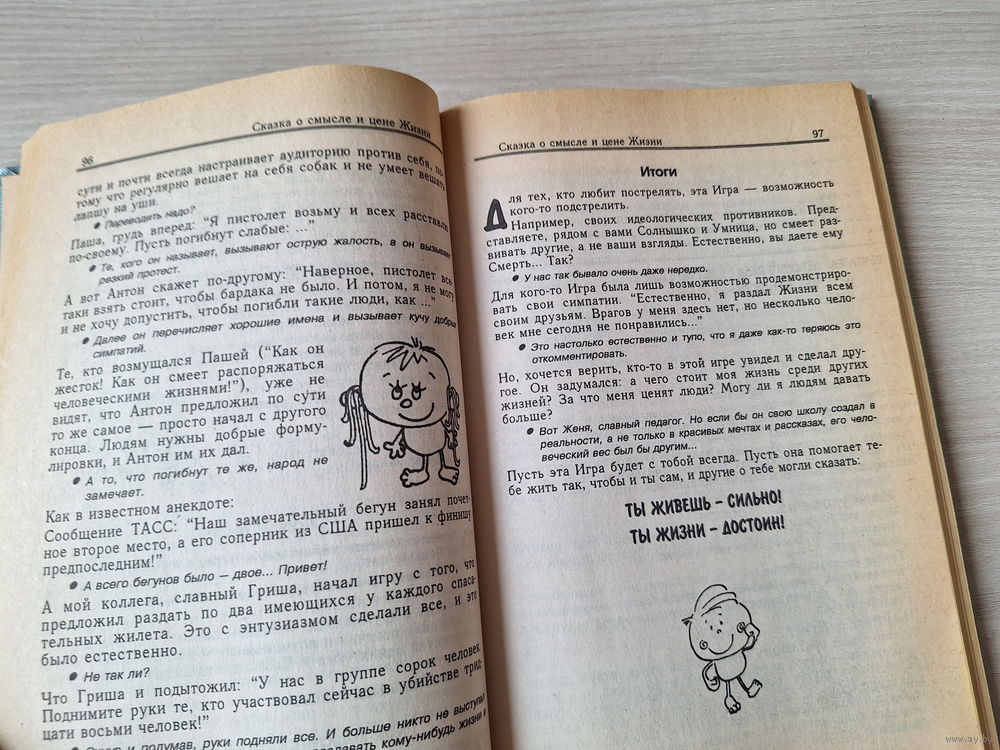 96
Сказка о смысле и цене Жизни
сути и почти всегда настраивает аудиторию против себя, по-
тому что регулярно вешает на себя собак и не умеет вешать
лапшу на уши.
● Переводить надо?
Паша, грудь вперед: “Я пистолет возьму и всех расставлю
по-своему. Пусть погибнут слабые: ...”
● Те, кого он называет, вызывают острую жалость, а он вызывает
резкий протест.
А вот Антон скажет по-другому: “Наверное, пистолет все-
таки взять стоит, чтобы бардака не было. И потом, я не могу
и не хочу допустить, чтобы погибли такие люди, как ...”
● Далее он перечисляет хорошие имена и вызывает кучу добрых
симпатий.
Те, кто возмущался Пашей (“Как он
жесток! Как он смеет распоряжаться
человеческими жизнями!”), уже не
видят, что Антон предложил по сути
то же самое — просто начал с другого
конца. Людям нужны добрые форму-
лировки, и Антон им их дал.
● А то, что погибнут те же, народ не
замечает.
Как в известном анекдоте:
Сообщение ТАСС: “Наш замечательный бегун занял почет-
ное второе место, а его соперник из США пришел к финишу
предпоследним!”
● А всего бегунов было — двое... Привет!
А мой коллега, славный Гриша, начал игру с того, что
предложил раздать по два имеющихся у каждого спаса-
тельных жилета. Это с энтузиазмом сделали все, и это
было естественно.
● Не так ли?
Что Гриша и подытожил: “У нас в группе сорок человек.
Поднимите руки те, кто участвовал сейчас в убийстве трид-
цати восьми человек!”
и подумав, руки подняли все. И больше никто не выступал
кому-нибудь жизни и
Сказка о смысле и цене Жизни
97
Итоги
Для тех, кто любит пострелять, эта Игра — возможность
кого-то подстрелить.
Например, своих идеологических противников. Пред-
ставляете, рядом с вами Солнышко и Умница, но смеет раз-
вивать другие, а не ваши взгляды. Естественно, вы даете ему
Смерть... Так?
● У нас так бывало очень даже нередко.
Для кого-то Игра была лишь возможностью продемонстриро-
вать свои симпатии. “Естественно, я раздал Жизни всем
своим друзьям. Врагов у меня здесь нет, но несколько чело-
век мне сегодня не понравились...”
● Это настолько естественно и тупо, что я даже как-то теряюсь это
откомментировать.
Но, хочется верить, кто-то в этой игре увидел и сделал дру-
гое. Он задумался: а чего стоит моя жизнь среди других
жизней? За что меня ценят люди? Могу ли я людям давать
больше?
● Вот Женя, славный педагог. Но если бы он свою школу создал в
реальности, а не только в красивых мечтах и рассказах, его чело-
веческий вес был бы другим...
Пусть эта Игра будет с тобой всегда. Пусть она помогает те-
бе жить так, чтобы и ты сам, и другие о тебе могли сказать:
ТЫ ЖИВЕШЬ – СИЛЬНО!
ТЫ ЖИЗНИ – ДОСТОИН!
www.ay.by